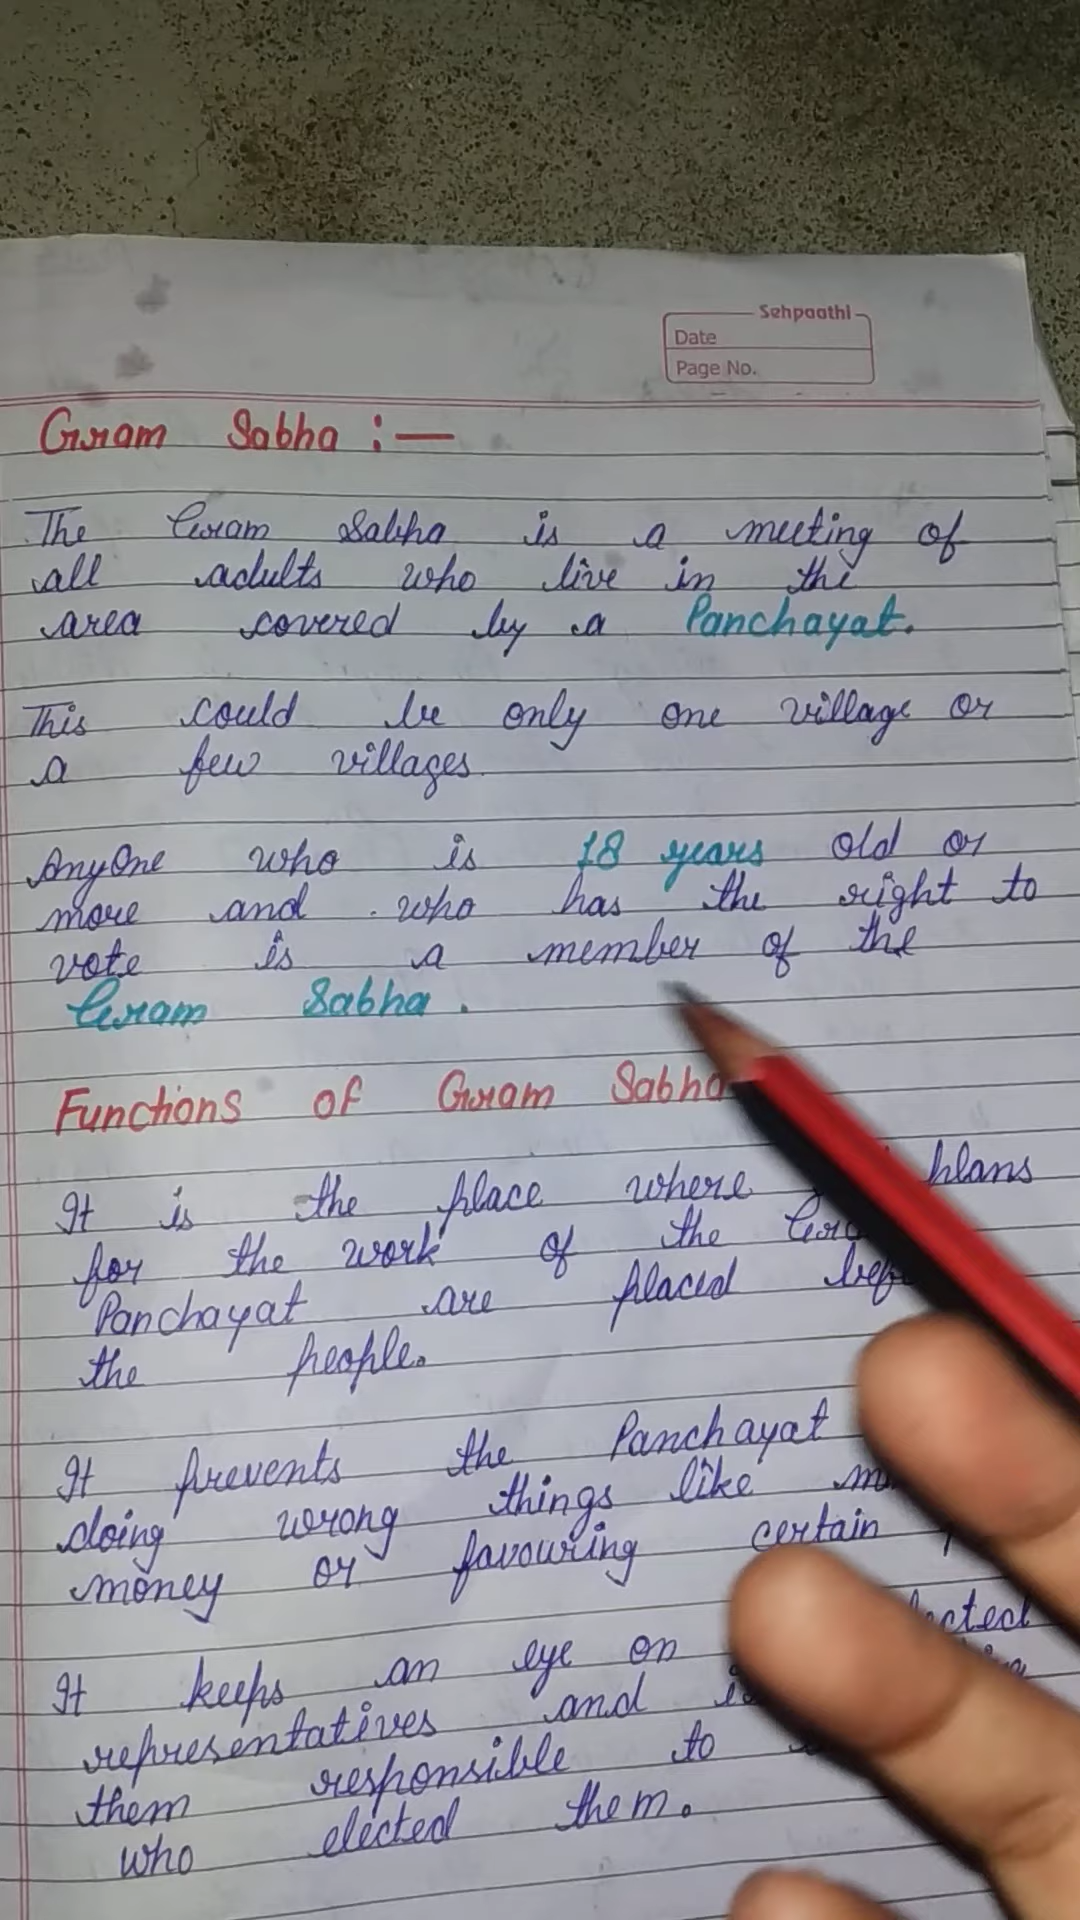 Sehpaathi
Date
Page No.
Gram Sabha :—
The Gram Sabha is a meeting of
all adults who live in the
area covered by a Panchayat.
This could be only one village or
a few villages.
AnyOne who is 18 years old or
more and who has the right to
vote is a member of the
Gram Sabha.
Functions of Gram Sabha
It is the place where plans
for the work of the
Panchayat are placed
the people.
It prevents the Panchayat
doing wrong things like
money or favouring certain
It keeps an eye on
representatives and
them responsible to
who elected them.